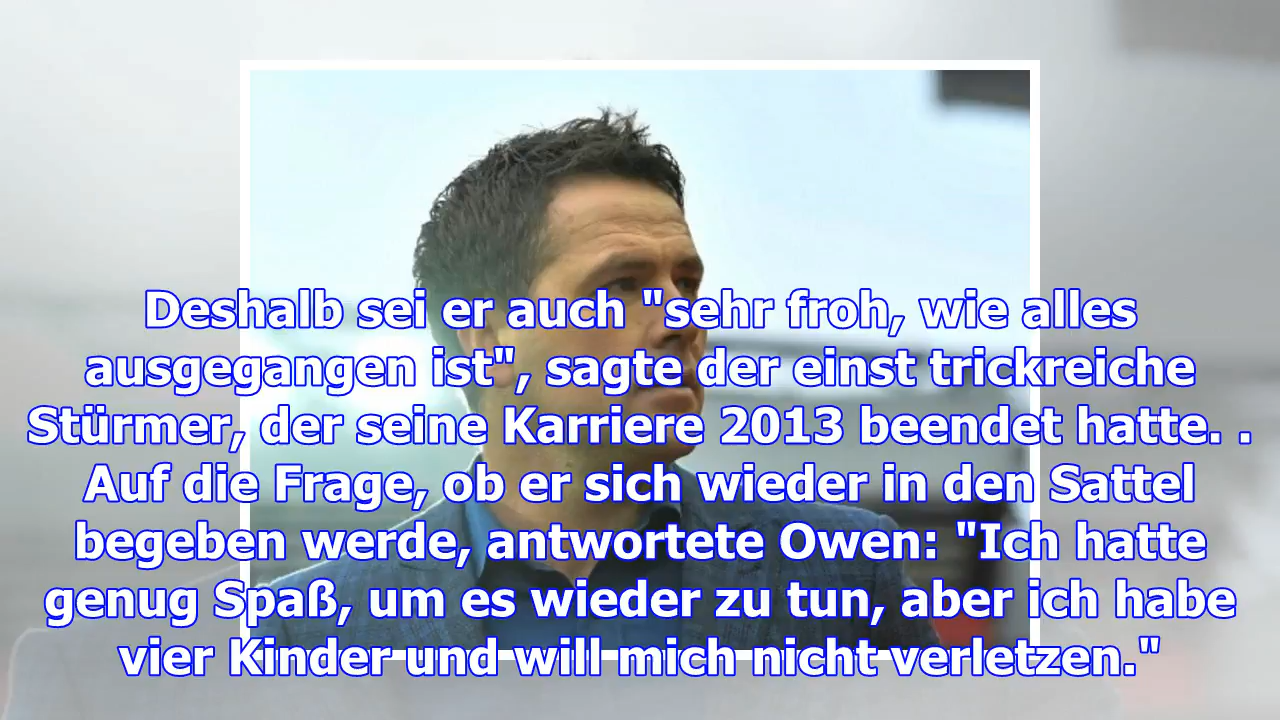 Deshalb sei er auch "sehr froh, wie alles
ausgegangen ist", sagte der einst trickreiche
Stürmer, der seine Karriere 2013 beendet hatte. .
Auf die Frage, ob er sich wieder in den Sattel
begeben werde, antwortete Owen: "Ich hatte
genug Spaß, um es wieder zu tun, aber ich habe
vier Kinder und will mich nicht verletzen."